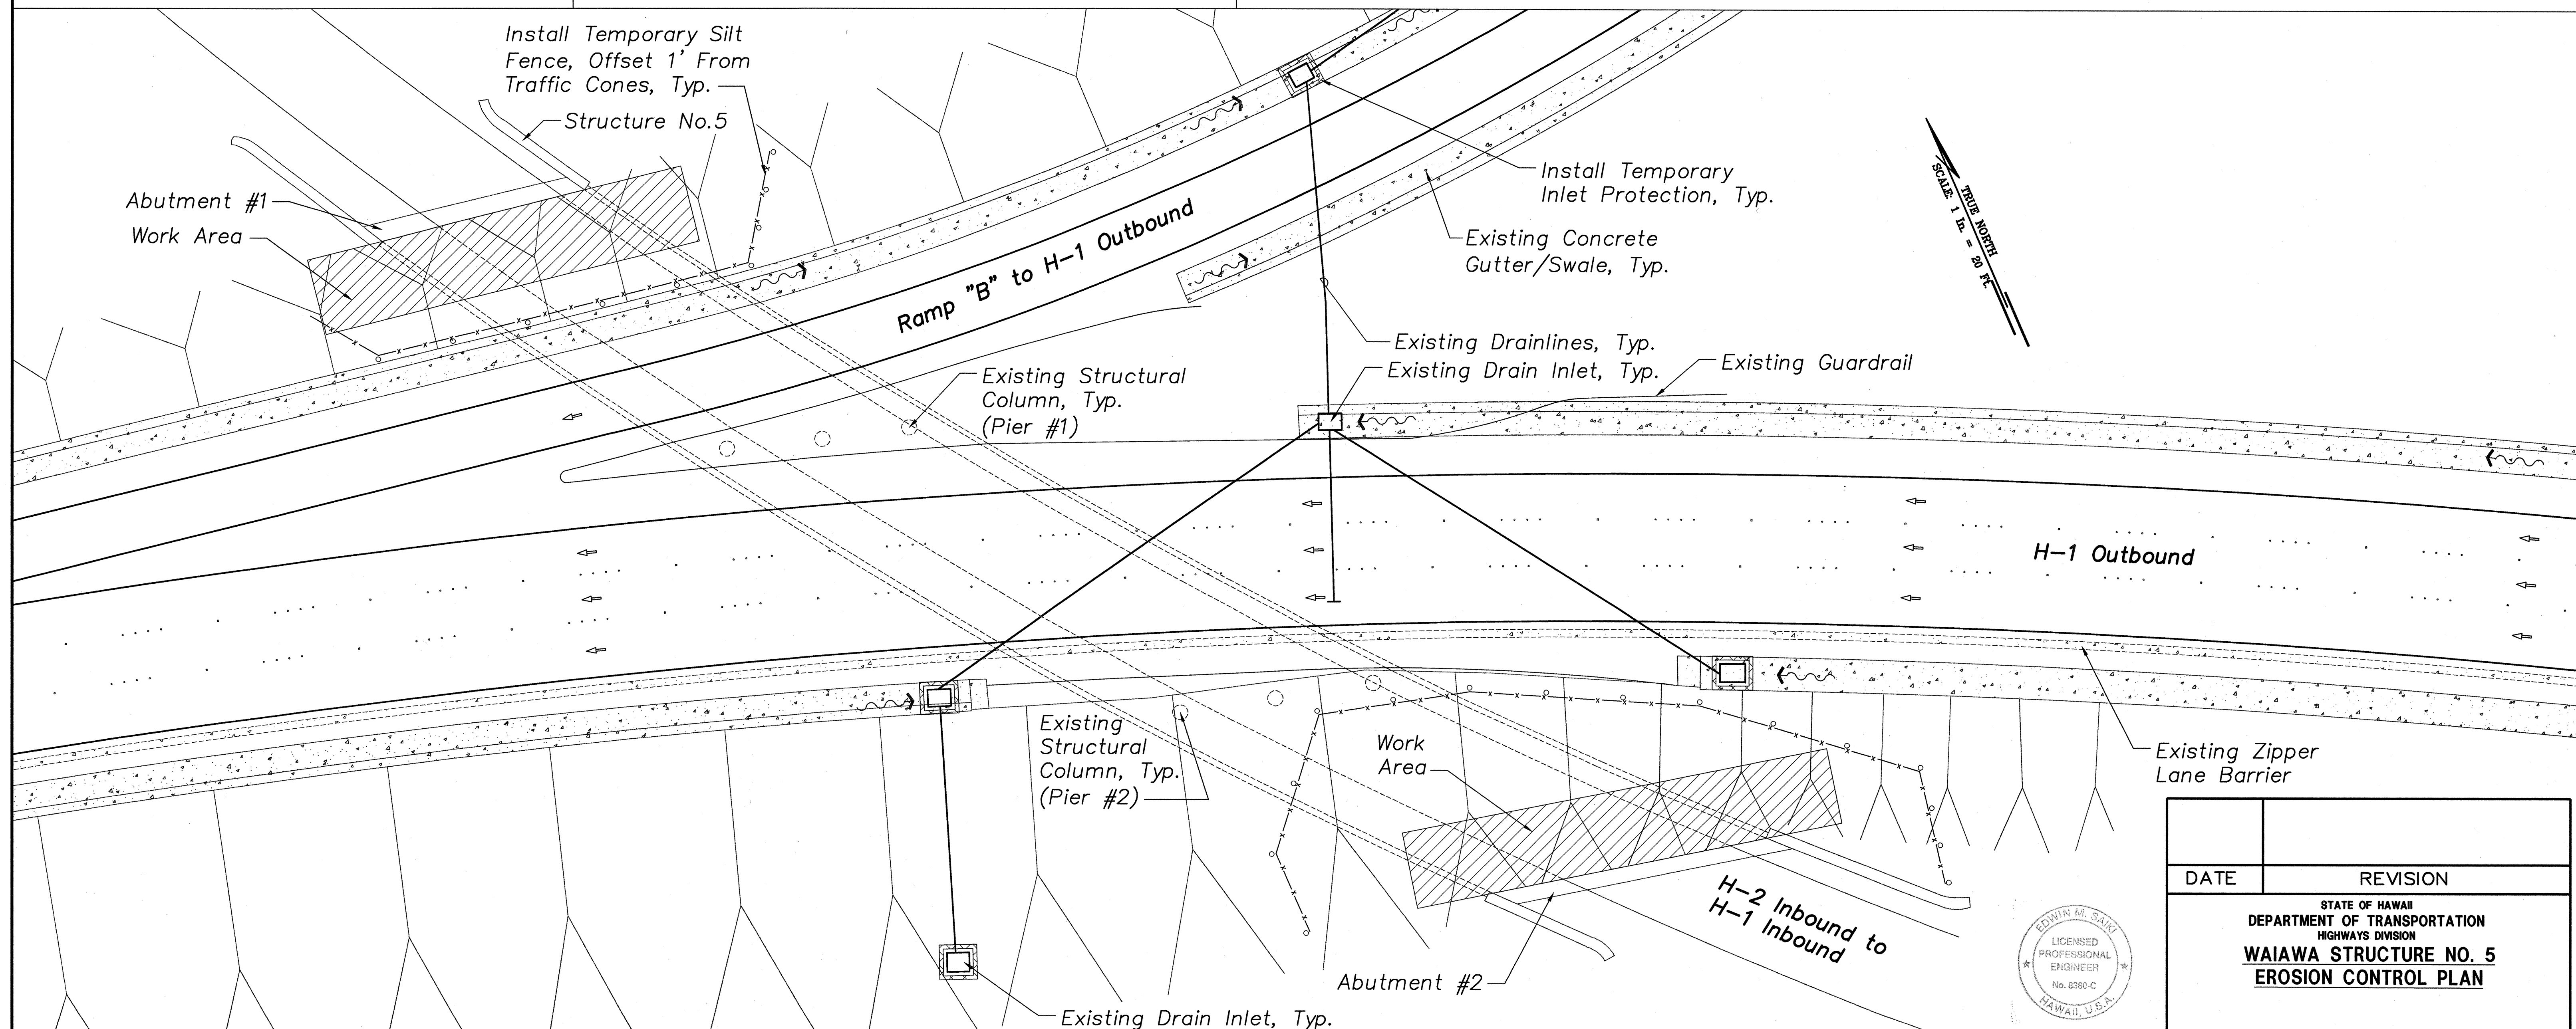 Install Temporary Silt
Fence, Offset 1' From
Traffic Cones, Typ.
Structure No.5
Abutment #1
Work Area
Ramp "B" to H-1 Outbound
Install Temporary
Inlet Protection, Typ.
Existing Concrete
Gutter/Swale, Typ.
TRUE NORTH
SCALE: 1 In. = 20 Ft.
Existing Drainlines, Typ.
Existing Drain Inlet, Typ.
Existing Guardrail
Existing Structural
Column, Typ.
(Pier #1)
H-1 Outbound
Existing
Structural
Column, Typ.
(Pier #2)
Work
Area
Existing Zipper
Lane Barrier
H-2 Inbound to
H-1 Inbound
Abutment #2
Existing Drain Inlet, Typ.
EDWIN M. SAIKI
LICENSED
PROFESSIONAL
ENGINEER
No. 8380-C
HAWAII, U.S.A.
DATE
REVISION
STATE OF HAWAII
DEPARTMENT OF TRANSPORTATION
HIGHWAYS DIVISION
WAIAWA STRUCTURE NO. 5
EROSION CONTROL PLAN